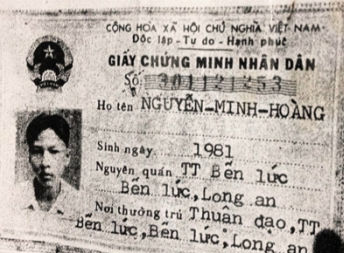 CỘNG HÒA XÃ HỘI CHỦ NGHĨA VIỆT-NAM
Độc lập - Tự do - Hạnh phúc
GIẤY CHỨNG MINH NHÂN DÂN
Số: 301121253
Họ tên NGUYỄN-MINH-HOÀNG
Sinh ngày 1981
Nguyên quán TT Bến lức
Bến lức, Long an
Nơi thường trú Thuận đạo, TT
Bến lức, Bến lức, Long an